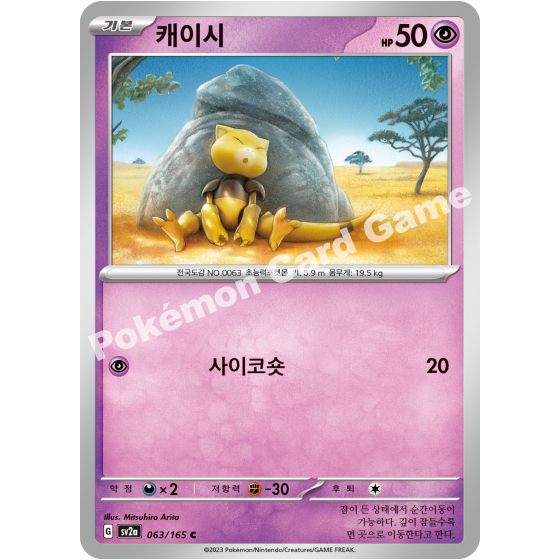 기본 캐이시 HP 50
전국도감 NO.0063 초능력포켓몬 키: 0.9 m 몸무게: 19.5 kg
Pokémon Card Game
사이코숏 20
약점 ×2 저항력 -30 후퇴
Illus. Mitsuhiro Arita
G sv2a 063/165 C
잠이 든 상태에서 순간이동이
가능하다. 깊이 잠들수록
먼 곳으로 이동한다고 한다.
©2023 Pokémon/Nintendo/Creatures/GAME FREAK.